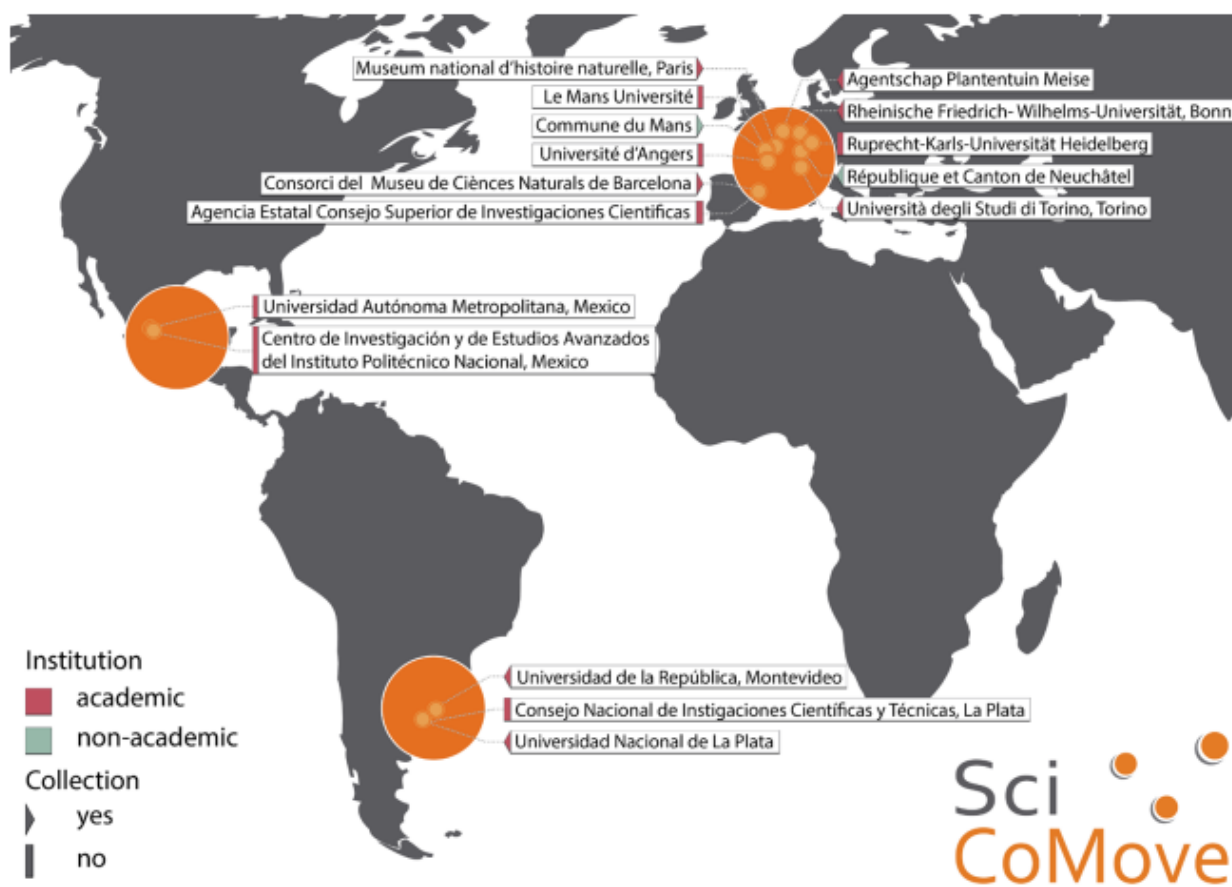 Museum national d'histoire naturelle, Paris
Le Mans Université
Commune du Mans
Université d'Angers
Consorci del Museu de Ciènces Naturals de Barcelona
Agencia Estatal Consejo Superior de Investigaciones Cientificas
Agentschap Plantentuin Meise
Rheinische Friedrich- Wilhelms-Universität, Bonn
Ruprecht-Karls-Universität Heidelberg
République et Canton de Neuchâtel
Università degli Studi di Torino, Torino
Universidad Autónoma Metropolitana, Mexico
Centro de Investigación y de Estudios Avanzados
del Instituto Politécnico Nacional, Mexico
Universidad de la República, Montevideo
Consejo Nacional de Instigaciones Científicas y Técnicas, La Plata
Universidad Nacional de La Plata
Institution
academic
non-academic
Collection
yes
no
Sci
CoMove